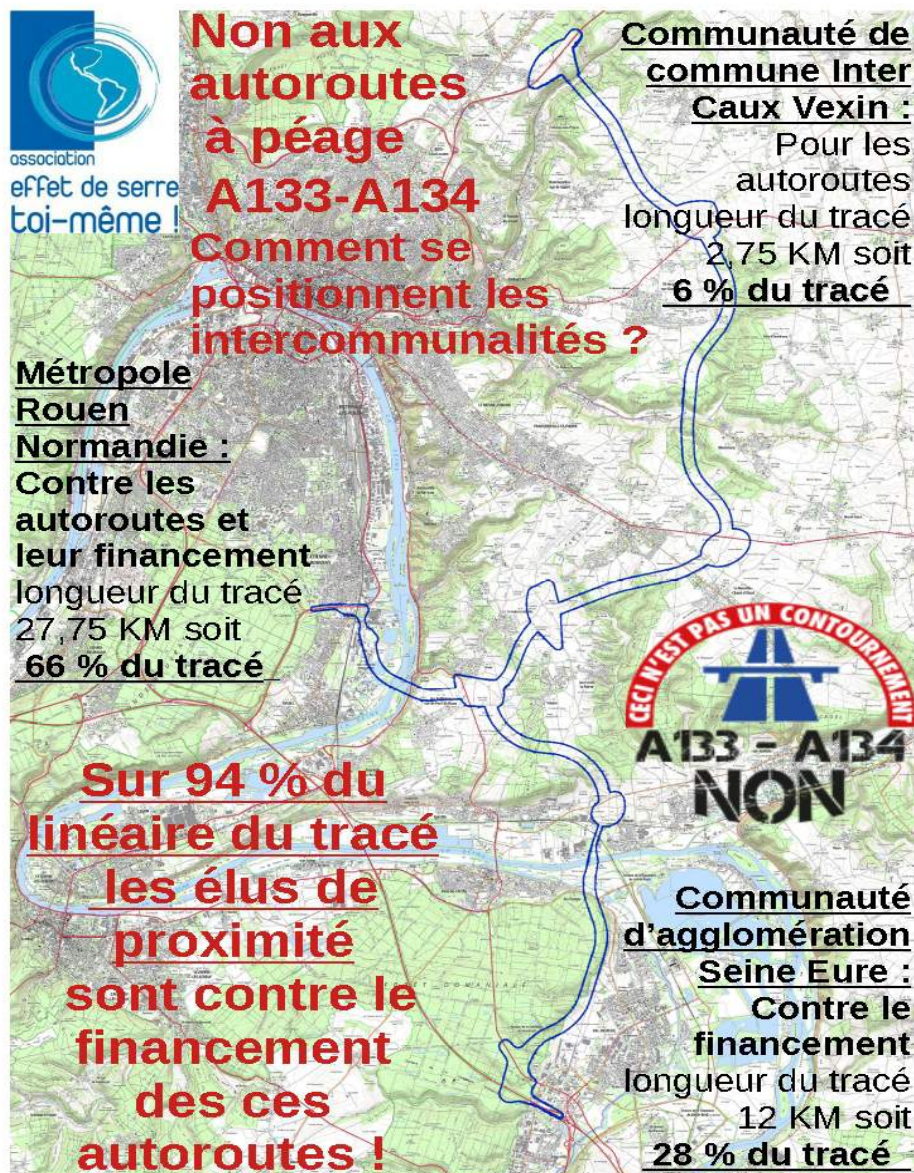 association
effet de serre
toi-même !
Non aux
autoroutes
à péage
A133-A134
Comment se
positionnent les
intercommunalités ?
Communauté de
commune Inter
Caux Vexin :
Pour les
autoroutes
longueur du tracé
2,75 KM soit
6 % du tracé
Métropole
Rouen
Normandie :
Contre les
autoroutes et
leur financement
longueur du tracé
27,75 KM soit
66 % du tracé
CECI N'EST PAS UN CONTOURNEMENT
A133 - A134
NON
Sur 94 % du
linéaire du tracé
les élus de
proximité
sont contre le
financement
des ces
autoroutes !
Communauté
d'agglomération
Seine Eure :
Contre le
financement
longueur du tracé
12 KM soit
28 % du tracé